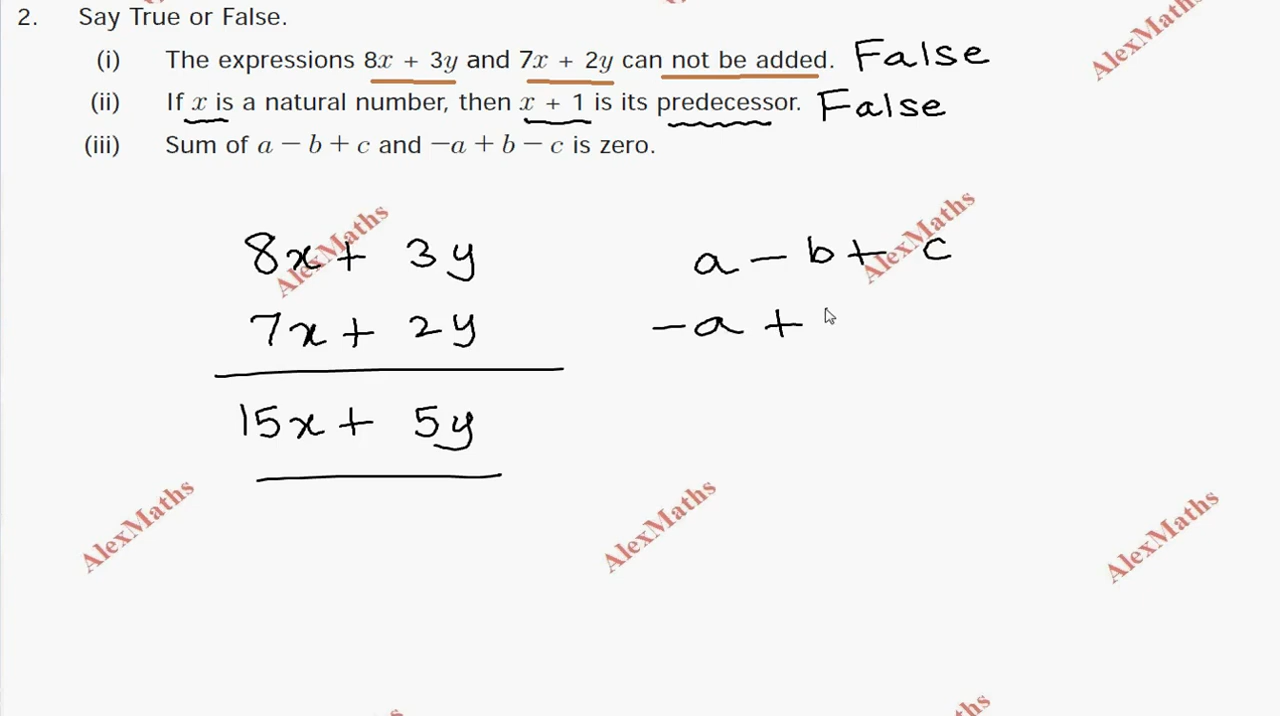 2. Say True or False.
(i) The expressions 8x + 3y and 7x + 2y can not be added. False
(ii) If x is a natural number, then x + 1 is its predecessor. False
(iii) Sum of a − b + c and −a + b − c is zero.
8x + 3y
7x + 2y
15x + 5y
a − b + c
−a +
AlexMaths
AlexMaths
AlexMaths
AlexMaths
AlexMaths
AlexMaths